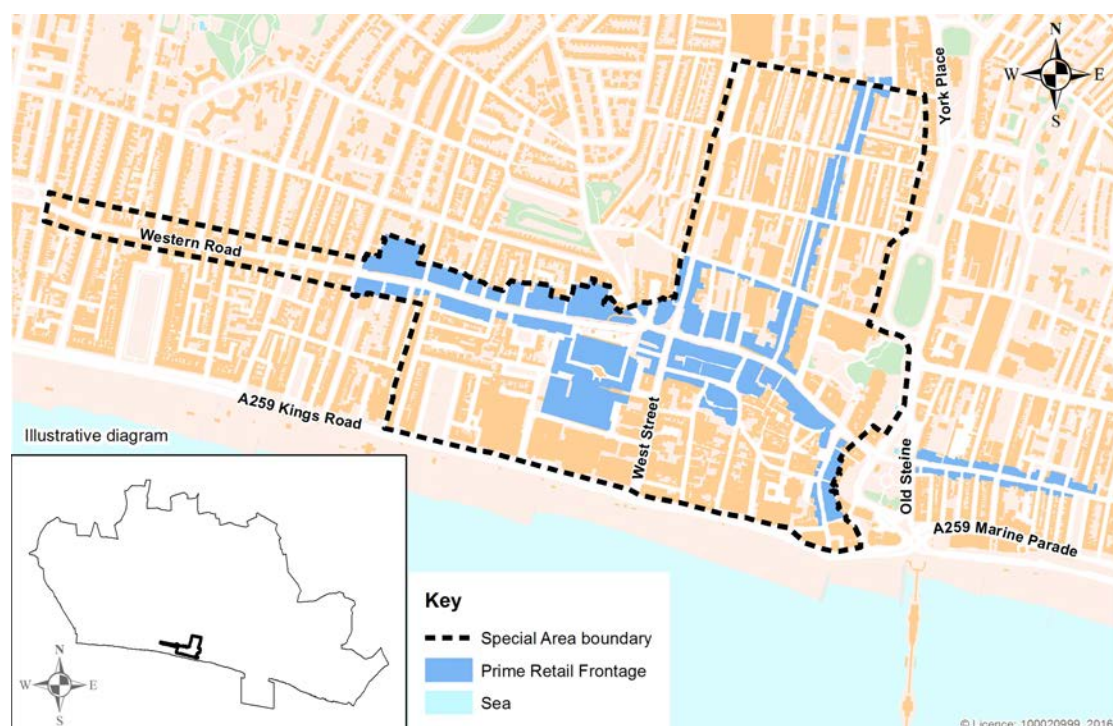 York Place
N
W E
S
Western Road
A259 Kings Road
West Street
Old Steine
A259 Marine Parade
Illustrative diagram
N
W E
S
Key
Special Area boundary
Prime Retail Frontage
Sea
© Licence: 100020999, 2016